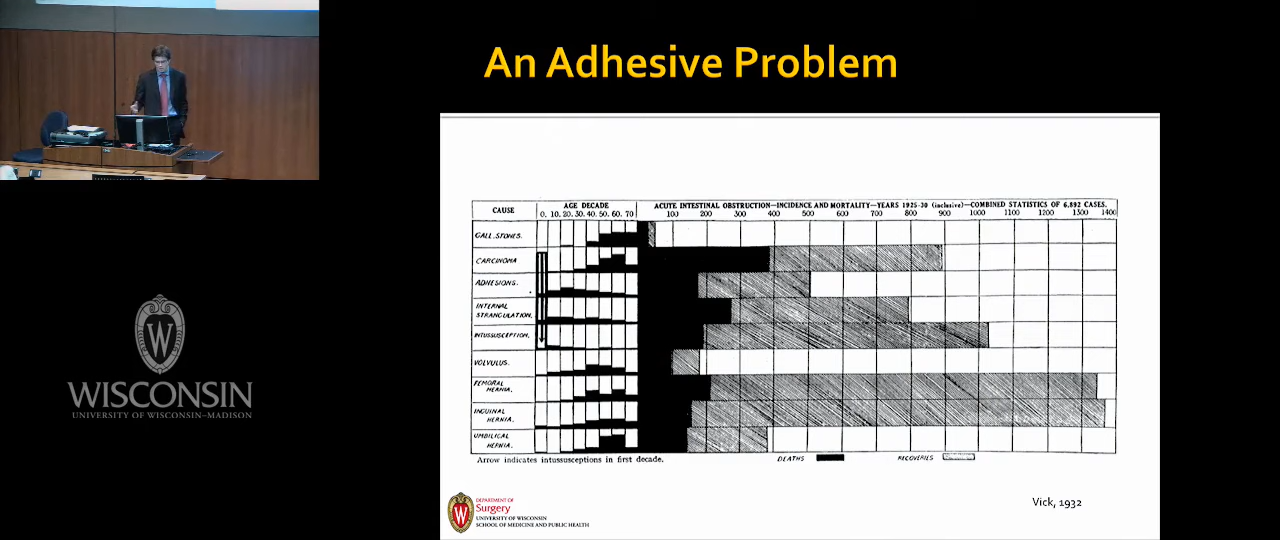 An Adhesive Problem
CAUSE
AGE DECADE
0. 10. 20. 30. 40. 50. 60. 70
ACUTE INTESTINAL OBSTRUCTION—INCIDENCE AND MORTALITY—YEARS 1925-30 (inclusive)—COMBINED STATISTICS OF 6,892 CASES.
100 200 300 400 500 600 700 800 900 1000 1100 1200 1300 1400
GALL.STONES.
CARCINOMA
ADHESIONS.
INTERNAL
STRANGULATION.
INTUSSUSCEPTION.
VOLVULUS.
FEMORAL
HERNIA.
INGUINAL
HERNIA.
UMBILICAL
HERNIA.
Arrow indicates intussusceptions in first decade.
DEATHS
RECOVERIES
W
WISCONSIN
UNIVERSITY OF WISCONSIN–MADISON
W
DEPARTMENT OF
Surgery
UNIVERSITY OF WISCONSIN
SCHOOL OF MEDICINE AND PUBLIC HEALTH
Vick, 1932